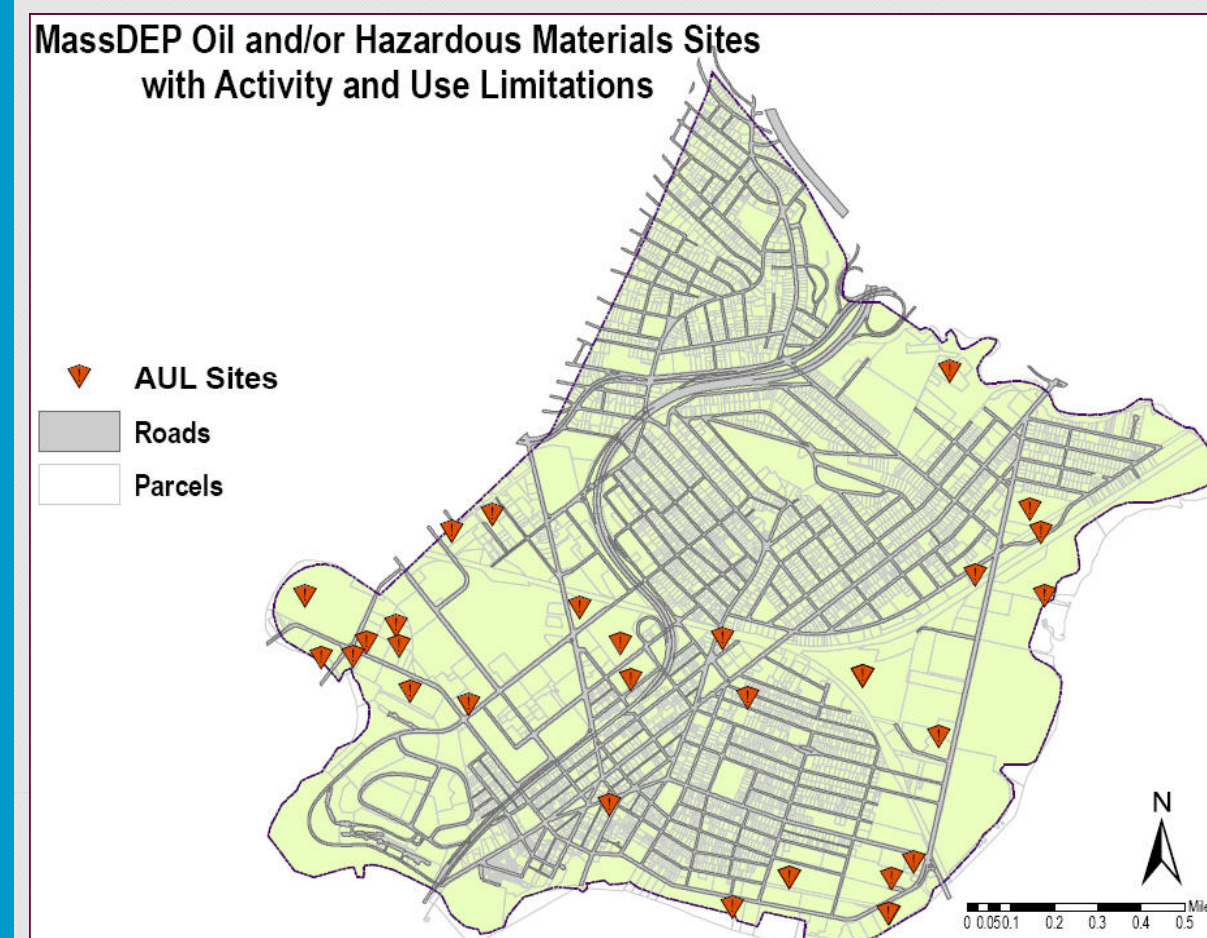 MassDEP Oil and/or Hazardous Materials Sites
with Activity and Use Limitations
AUL Sites
Roads
Parcels
N
Mile
0 0.05 0.1 0.2 0.3 0.4 0.5